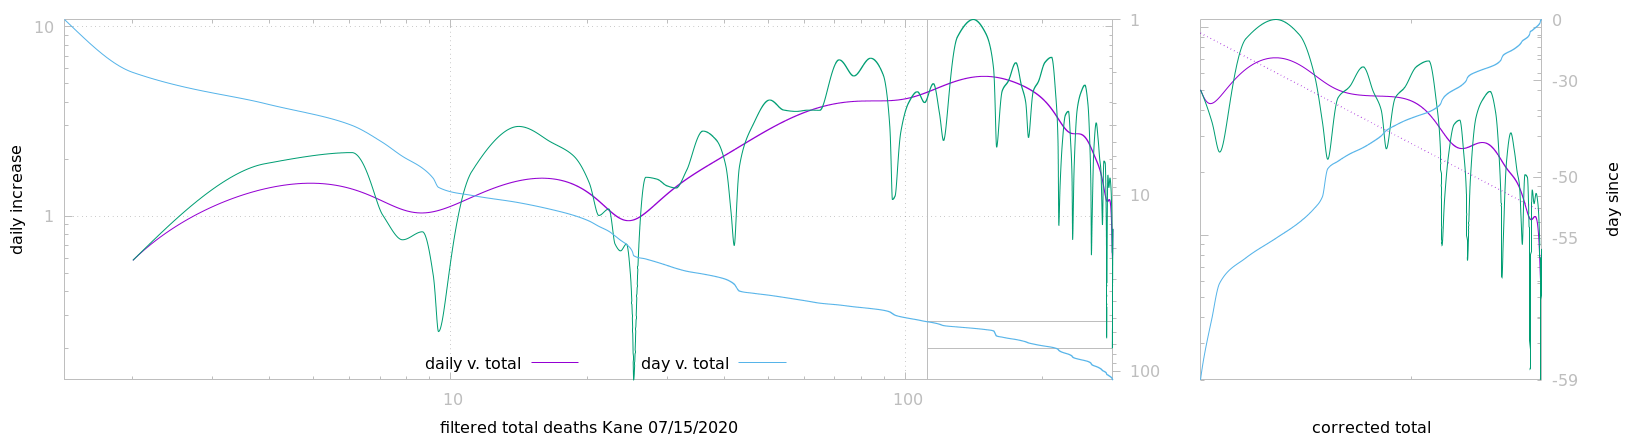 10
1
daily increase
10
100
filtered total deaths Kane 07/15/2020
daily v. total
day v. total
1
10
100
0
-30
-50
-55
-59
day since
corrected total